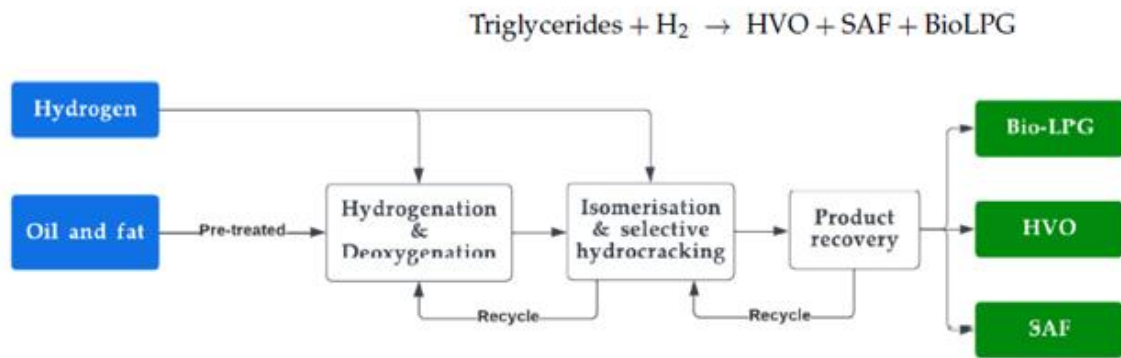 Triglycerides + H₂ → HVO + SAF + BioLPG
Hydrogen
Oil and fat
Pre-treated
Hydrogenation
&
Deoxygenation
Isomerisation
& selective
hydrocracking
Product
recovery
Recycle
Recycle
Bio-LPG
HVO
SAF